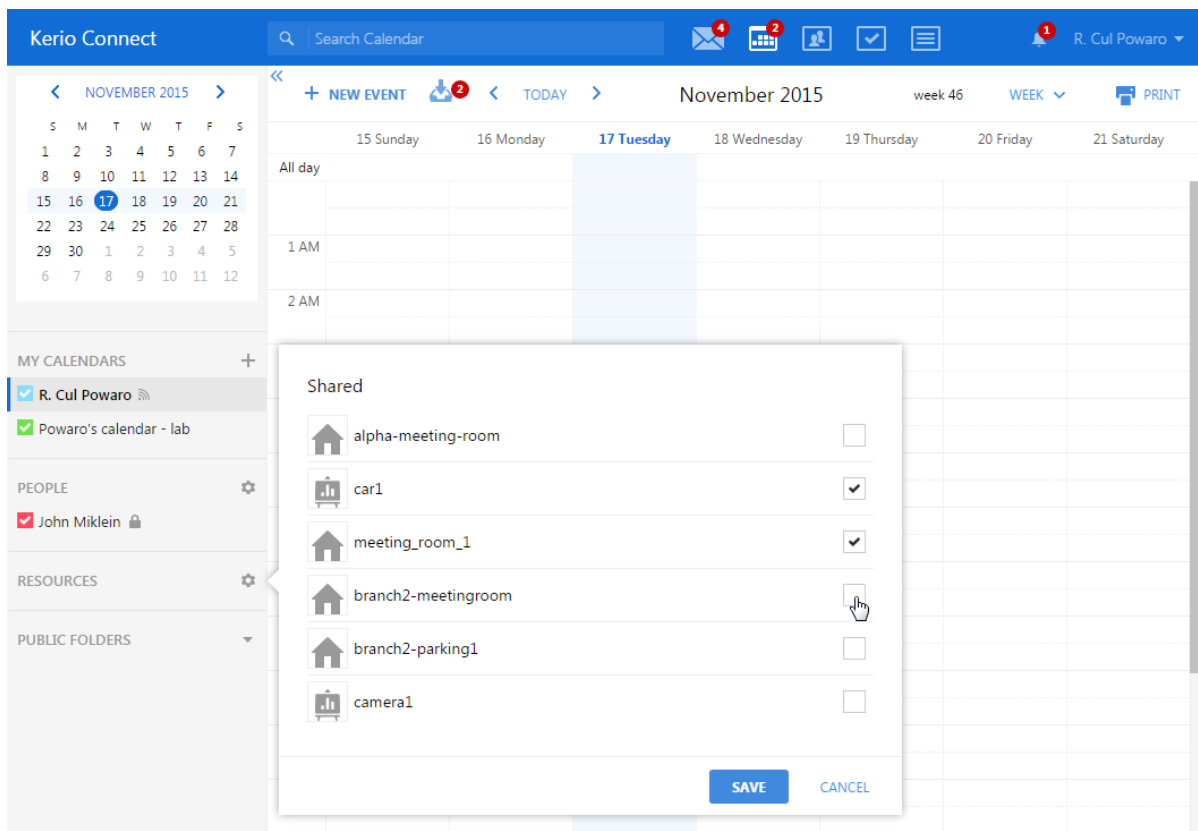 Kerio Connect
Search Calendar
4
2
1
R. Cul Powaro
NOVEMBER 2015
S M T W T F S
1 2 3 4 5 6 7
8 9 10 11 12 13 14
15 16 17 18 19 20 21
22 23 24 25 26 27 28
29 30 1 2 3 4 5
6 7 8 9 10 11 12
MY CALENDARS
R. Cul Powaro
Powaro's calendar - lab
PEOPLE
John Miklein
RESOURCES
PUBLIC FOLDERS
+ NEW EVENT 2 TODAY November 2015 week 46 WEEK PRINT
15 Sunday 16 Monday 17 Tuesday 18 Wednesday 19 Thursday 20 Friday 21 Saturday
All day
1 AM
2 AM
Shared
alpha-meeting-room
car1
meeting_room_1
branch2-meetingroom
branch2-parking1
camera1
SAVE CANCEL